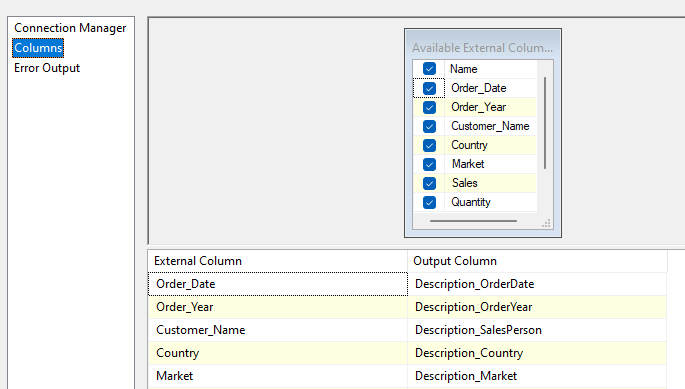 Connection Manager
Columns
Error Output
Available External Colum...
Name
Order_Date
Order_Year
Customer_Name
Country
Market
Sales
Quantity
External Column Output Column
Order_Date Description_OrderDate
Order_Year Description_OrderYear
Customer_Name Description_SalesPerson
Country Description_Country
Market Description_Market